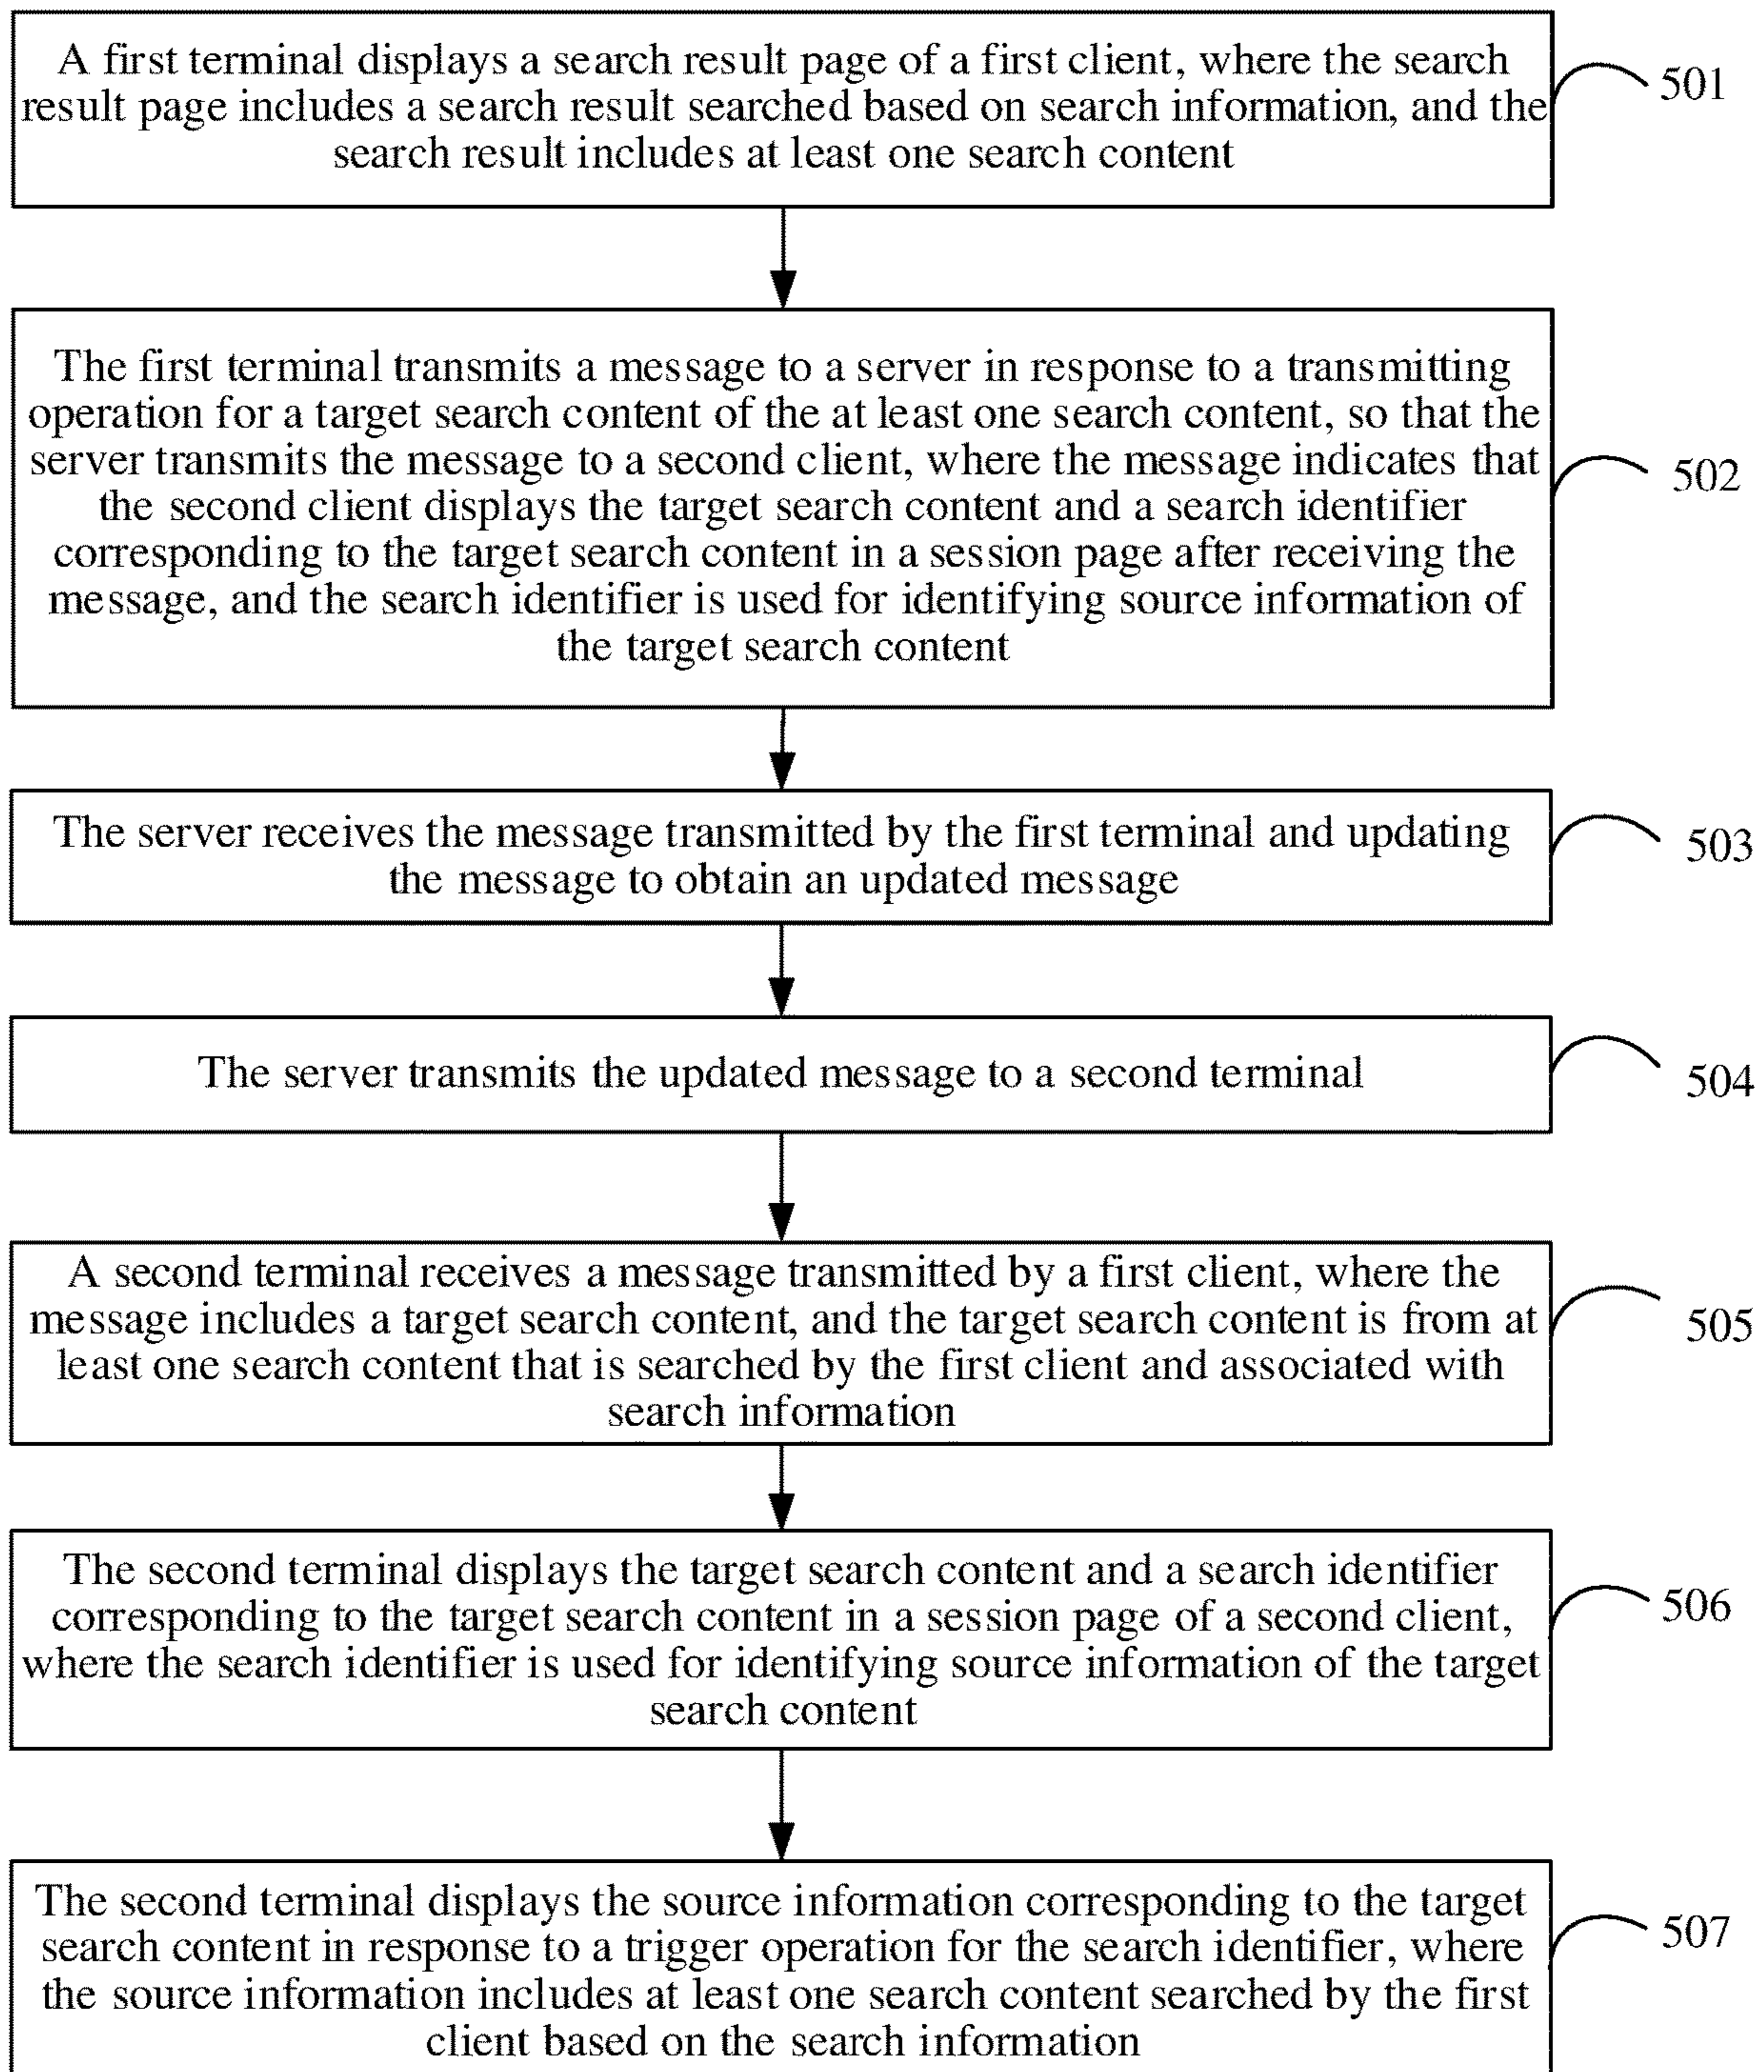 A first terminal displays a search result page of a first client, where the search
result page includes a search result searched based on search information, and the
search result includes at least one search content
501
The first terminal transmits a message to a server in response to a transmitting
operation for a target search content of the at least one search content, so that the
server transmits the message to a second client, where the message indicates that
the second client displays the target search content and a search identifier
corresponding to the target search content in a session page after receiving the
message, and the search identifier is used for identifying source information of
the target search content
502
The server receives the message transmitted by the first terminal and updating
the message to obtain an updated message
503
The server transmits the updated message to a second terminal
504
A second terminal receives a message transmitted by a first client, where the
message includes a target search content, and the target search content is from at
least one search content that is searched by the first client and associated with
search information
505
The second terminal displays the target search content and a search identifier
corresponding to the target search content in a session page of a second client,
where the search identifier is used for identifying source information of the target
search content
506
The second terminal displays the source information corresponding to the target
search content in response to a trigger operation for the search identifier, where
the source information includes at least one search content searched by the first
client based on the search information
507